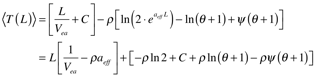 ⟨T(L)⟩ = [L/V_ea + C] − ρ[ln(2·e^{a_eff L}) − ln(θ+1) + ψ(θ+1)]
= L[1/V_ea − ρa_eff] + [−ρ ln 2 + C + ρ ln(θ+1) − ρψ(θ+1)]